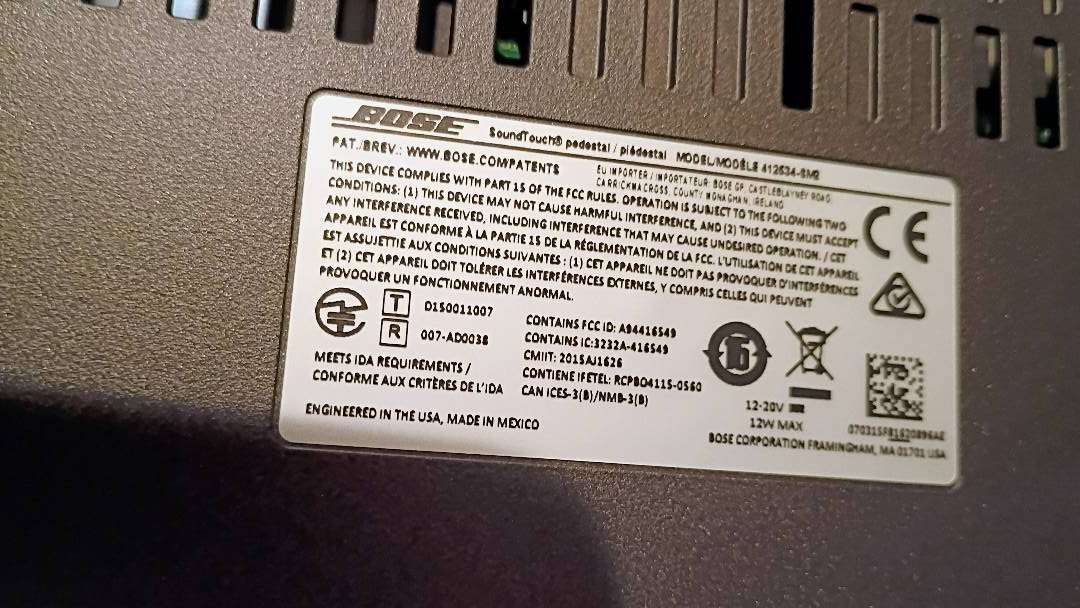 BOSE
SoundTouch® pedestal / piédestal MODEL/MODÈLE 412534-SM2
PAT./BREV.: WWW.BOSE.COM/PATENTS
EU IMPORTER / IMPORTATEUR: BOSE GP, CASTLEBLAYNEY ROAD,
CARRICKMACROSS, COUNTY MONAGHAN, IRELAND
THIS DEVICE COMPLIES WITH PART 15 OF THE FCC RULES. OPERATION IS SUBJECT TO THE FOLLOWING TWO
CONDITIONS: (1) THIS DEVICE MAY NOT CAUSE HARMFUL INTERFERENCE, AND (2) THIS DEVICE MUST ACCEPT
ANY INTERFERENCE RECEIVED, INCLUDING INTERFERENCE THAT MAY CAUSE UNDESIRED OPERATION. / CET
APPAREIL EST CONFORME À LA PARTIE 15 DE LA RÉGLEMENTATION DE LA FCC. L'UTILISATION DE CET APPAREIL
EST ASSUJETTIE AUX CONDITIONS SUIVANTES : (1) CET APPAREIL NE DOIT PAS PROVOQUER D'INTERFÉRENCES
ET (2) CET APPAREIL DOIT TOLÉRER LES INTERFÉRENCES EXTERNES, Y COMPRIS CELLES QUI PEUVENT
PROVOQUER UN FONCTIONNEMENT ANORMAL.
CE
T D150011007
R 007-AD0038
MEETS IDA REQUIREMENTS /
CONFORME AUX CRITÈRES DE L'IDA
ENGINEERED IN THE USA, MADE IN MEXICO
CONTAINS FCC ID: A94416549
CONTAINS IC:3232A-416549
CMIIT: 2015AJ1626
CONTIENE IFETEL: RCPBO4115-0560
CAN ICES-3(B)/NMB-3(B)
15
12-20V
12W MAX
070315F81620896AE
BOSE CORPORATION FRAMINGHAM, MA 01701 USA